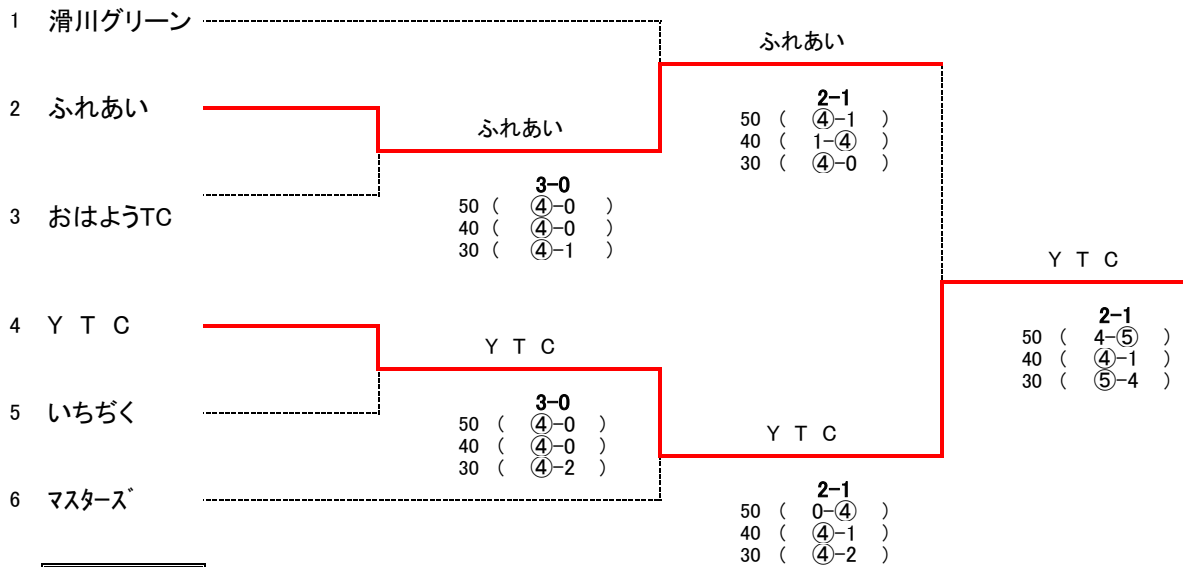 1 滑川グリーン
ふれあい
2 ふれあい
2-1
50 ( ④-1 )
40 ( 1-④ )
30 ( ④-0 )
ふれあい
3-0
50 ( ④-0 )
40 ( ④-0 )
30 ( ④-1 )
3 おはようTC
Y T C
2-1
50 ( 4-⑤ )
40 ( ④-1 )
30 ( ⑤-4 )
4 Y T C
Y T C
3-0
50 ( ④-0 )
40 ( ④-0 )
30 ( ④-2 )
5 いちぢく
Y T C
2-1
50 ( 0-④ )
40 ( ④-1 )
30 ( ④-2 )
6 マスターズ